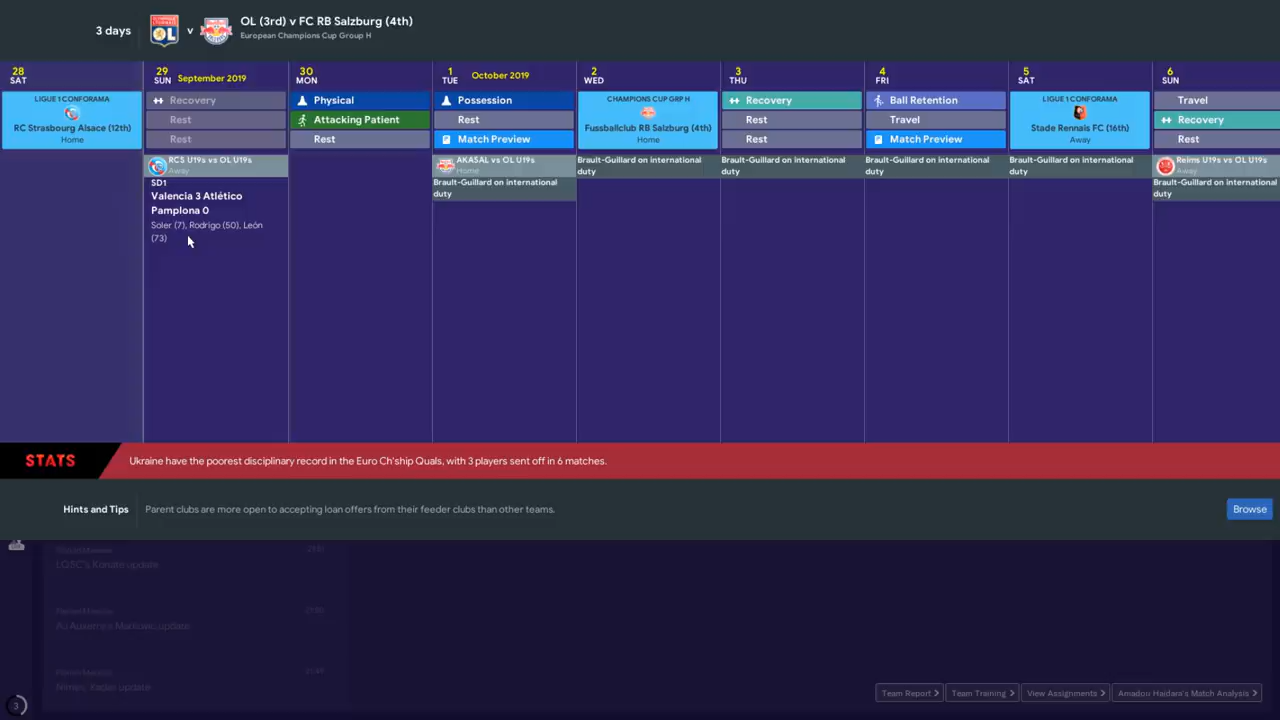 3 days
v
OL (3rd) v FC RB Salzburg (4th)
European Champions Cup Group H
28
SAT
29
SUN
September 2019
30
MON
1
TUE
October 2019
2
WED
3
THU
4
FRI
5
SAT
6
SUN
LIGUE 1 CONFORAMA
RC Strasbourg Alsace (12th)
Home
Recovery
Rest
Rest
RCS U19s vs OL U19s
Away
SD1
Valencia 3 Atlético
Pamplona 0
Soler (7), Rodrigo (50), León
(73)
Physical
Attacking Patient
Rest
Possession
Rest
Match Preview
AKASAL vs OL U19s
Home
Brault-Guillard on international
duty
CHAMPIONS CUP GRP H
Fussballclub RB Salzburg (4th)
Home
Brault-Guillard on international
duty
Recovery
Rest
Rest
Brault-Guillard on international
duty
Ball Retention
Travel
Match Preview
Brault-Guillard on international
duty
LIGUE 1 CONFORAMA
Stade Rennais FC (16th)
Away
Brault-Guillard on international
duty
Travel
Recovery
Rest
Reims U19s vs OL U19s
Away
Brault-Guillard on international
duty
STATS
Ukraine have the poorest disciplinary record in the Euro Ch'ship Quals, with 3 players sent off in 6 matches.
Hints and Tips
Parent clubs are more open to accepting loan offers from their feeder clubs than other teams.
Browse
LOSC's Konaté update
update
update
3
Team Report
Team Training
View Assignments
Amadou Haidara's Match Analysis